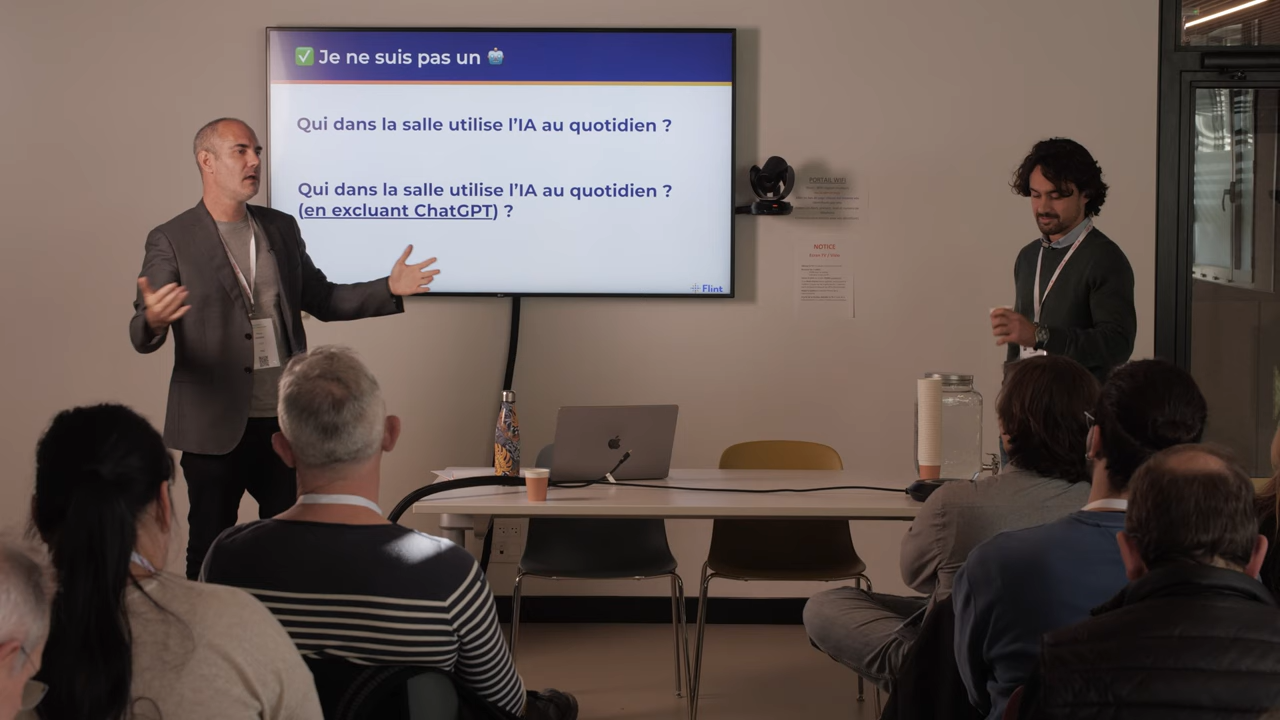 ✅ Je ne suis pas un 🤖
Qui dans la salle utilise l’IA au quotidien ?
Qui dans la salle utilise l’IA au quotidien ?
(en excluant ChatGPT) ?
Flint
PORTAIL WIFI
NOTICE